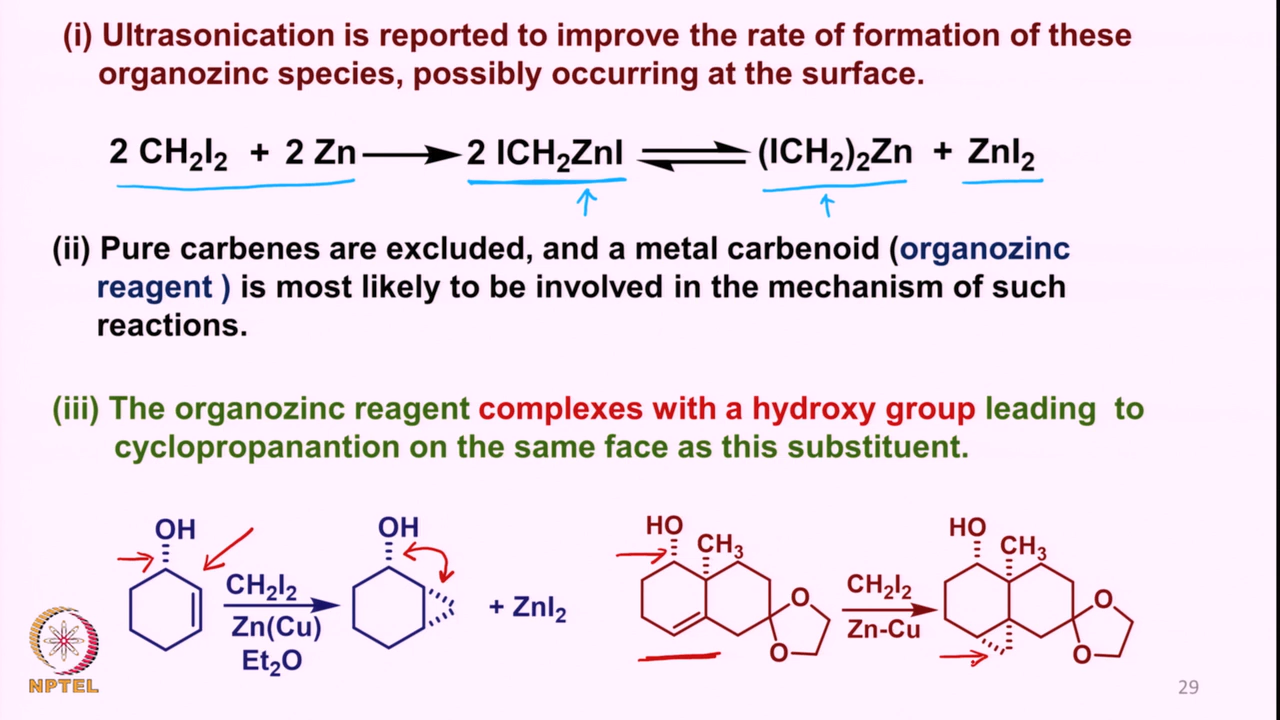 (i) Ultrasonication is reported to improve the rate of formation of these
organozinc species, possibly occurring at the surface.
2 CH₂I₂ + 2 Zn ⟶ 2 ICH₂ZnI ⇌ (ICH₂)₂Zn + ZnI₂
(ii) Pure carbenes are excluded, and a metal carbenoid (organozinc
reagent ) is most likely to be involved in the mechanism of such
reactions.
(iii) The organozinc reagent complexes with a hydroxy group leading to
cyclopropanantion on the same face as this substituent.
OH
CH₂I₂
Zn(Cu)
Et₂O
OH
+ ZnI₂
HO
CH₃
O
O
CH₂I₂
Zn-Cu
HO
CH₃
O
O
NPTEL
29